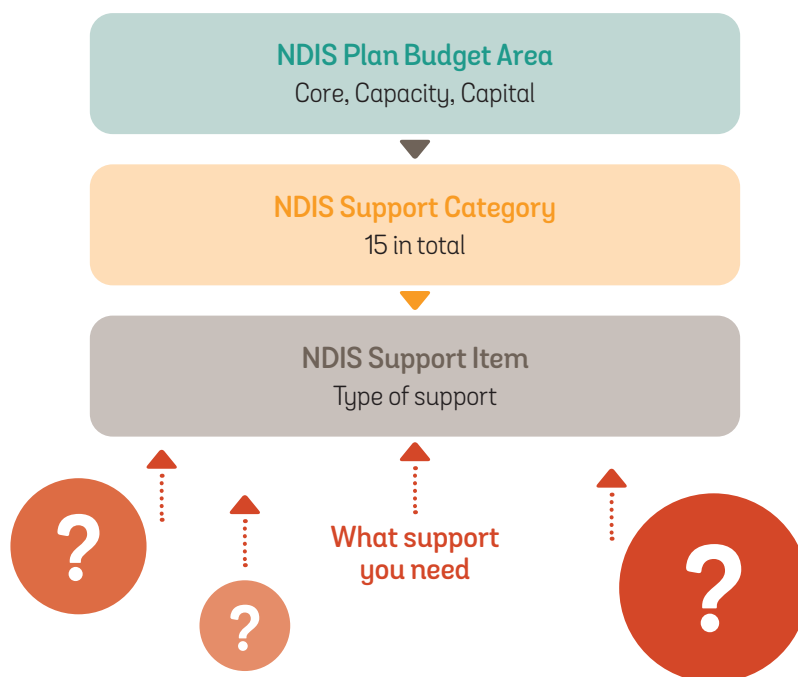 NDIS Plan Budget Area
Core, Capacity, Capital
NDIS Support Category
15 in total
NDIS Support Item
Type of support
What support
you need
?
?
?